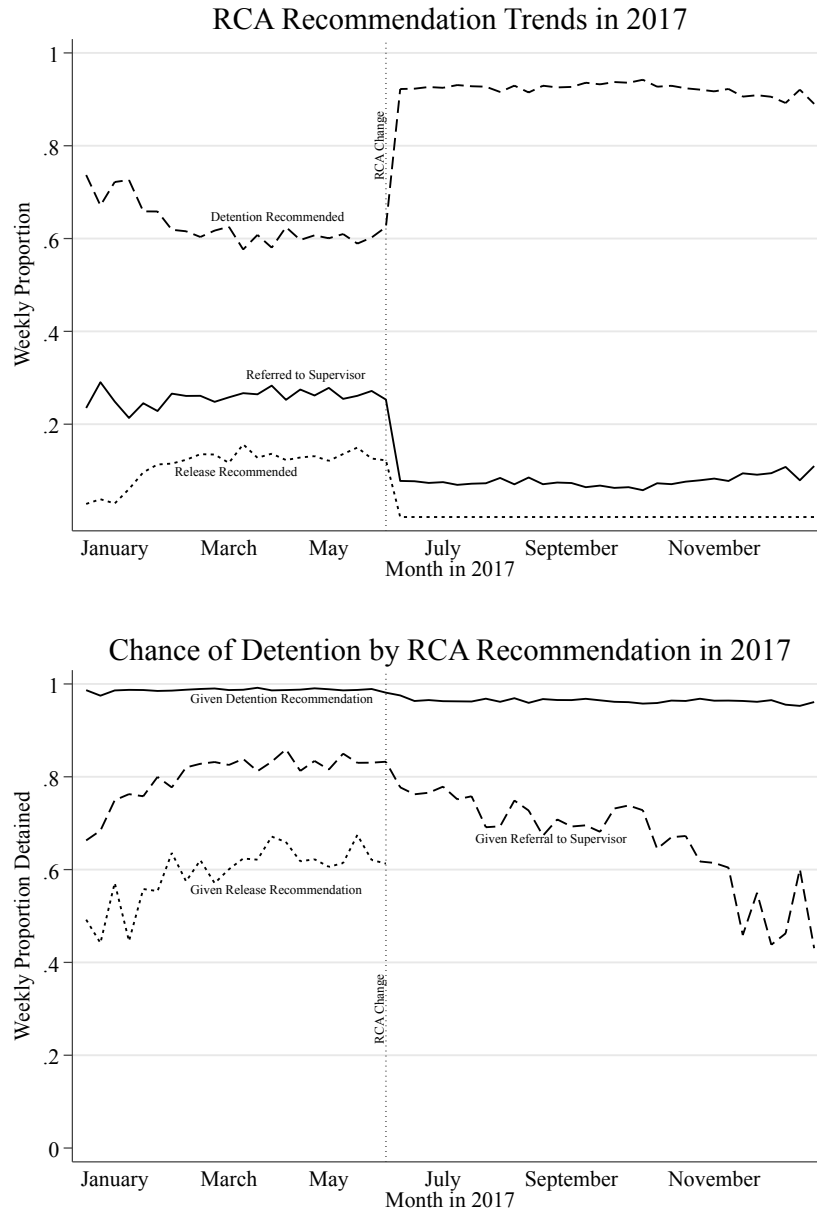 RCA Recommendation Trends in 2017
1
.8
.6
.4
.2
Weekly Proportion
RCA Change
Detention Recommended
Referred to Supervisor
Release Recommended
January March May July September November
Month in 2017
Chance of Detention by RCA Recommendation in 2017
1
.8
.6
.4
.2
0
Weekly Proportion Detained
Given Detention Recommendation
Given Referral to Supervisor
Given Release Recommendation
RCA Change
January March May July September November
Month in 2017